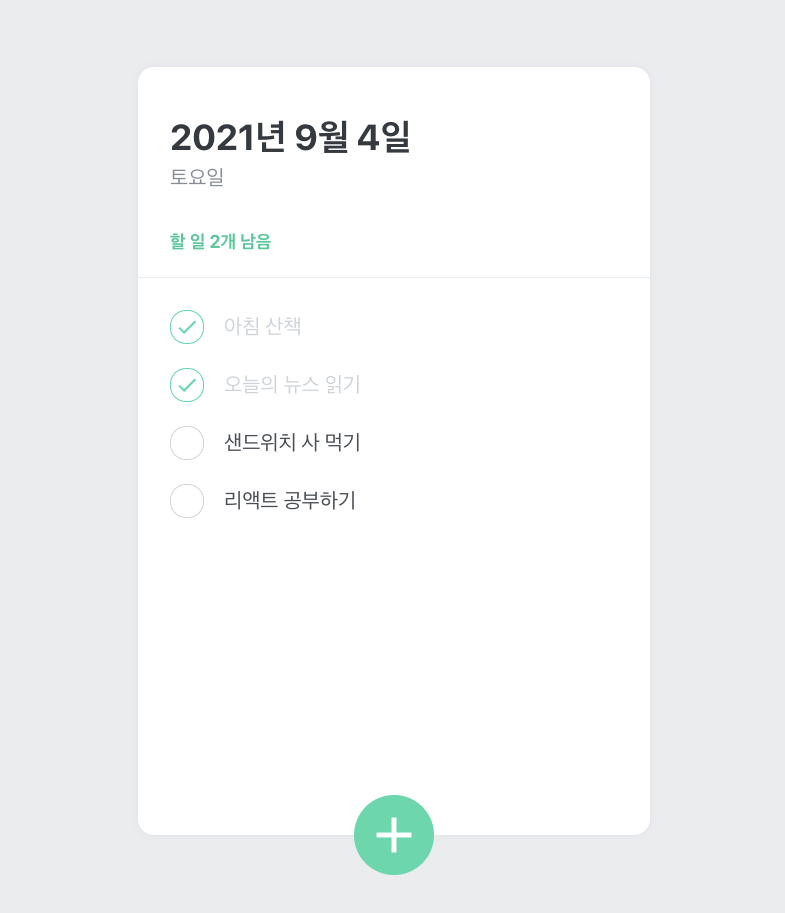 2021년 9월 4일
토요일
할 일 2개 남음
아침 산책
오늘의 뉴스 읽기
샌드위치 사 먹기
리액트 공부하기